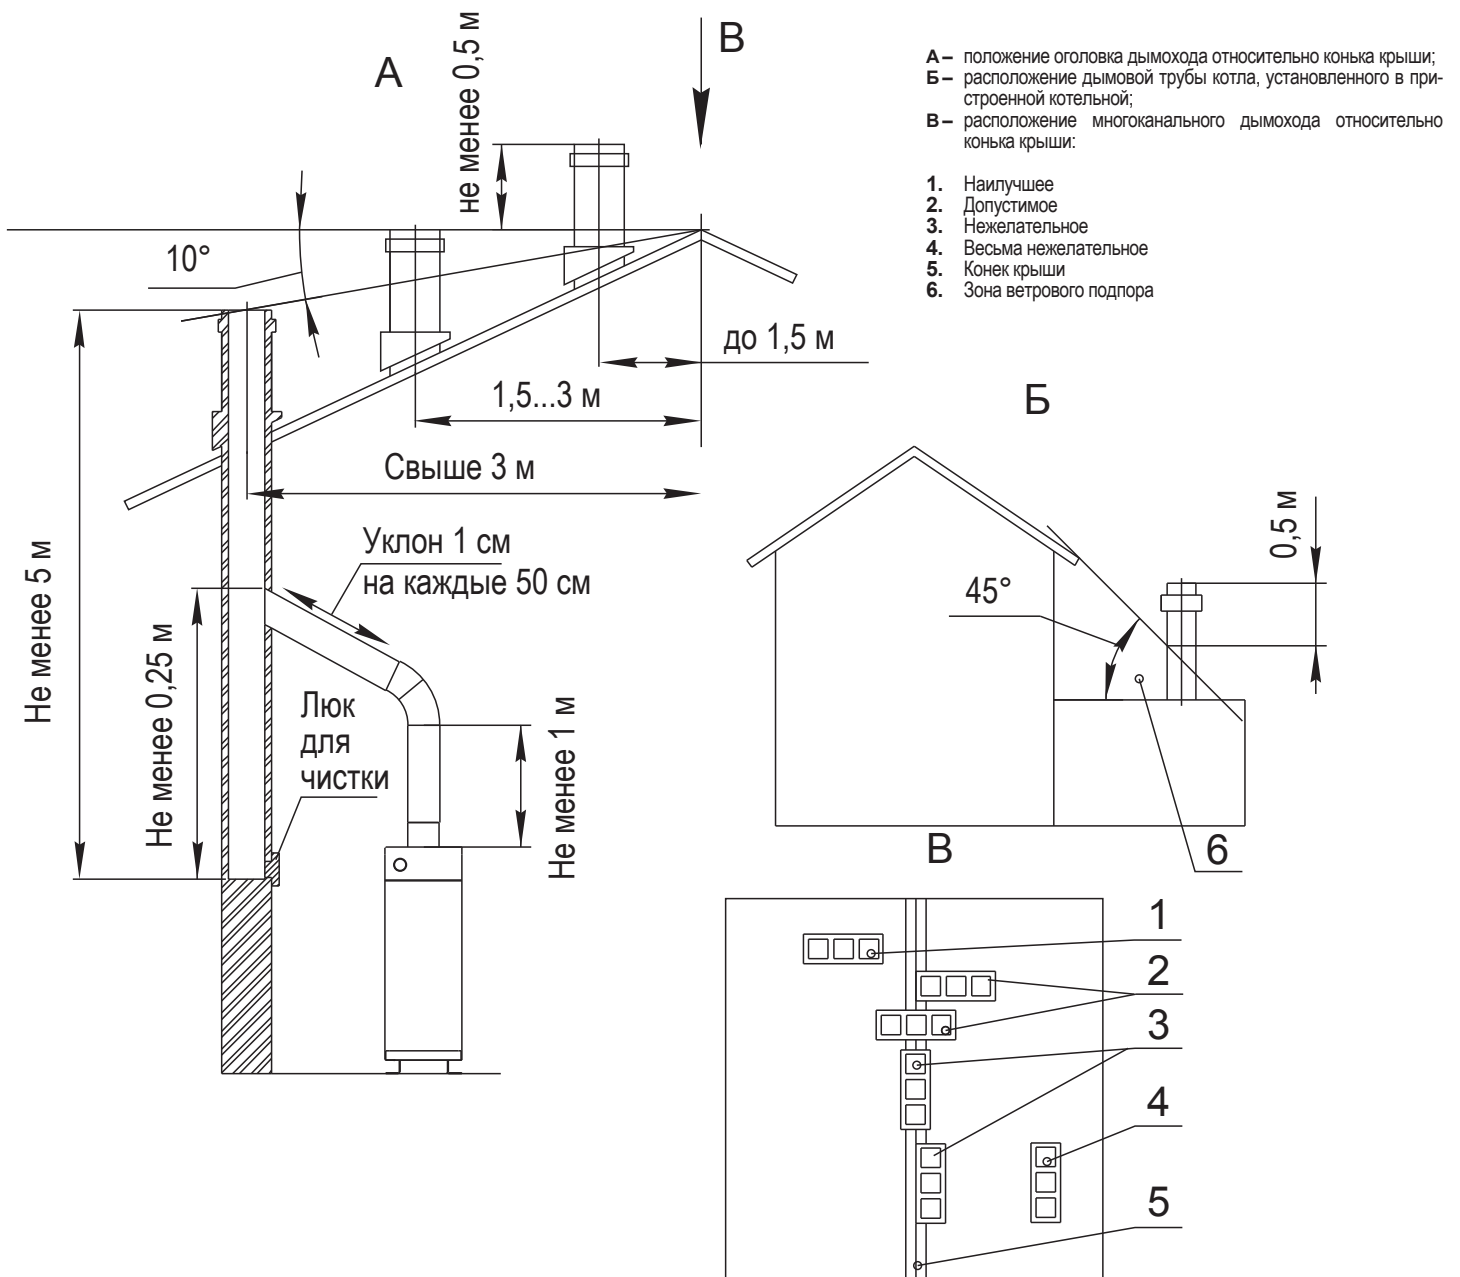 А
не менее 0,5 м
В
А – положение оголовка дымохода относительно конька крыши;
Б – расположение дымовой трубы котла, установленного в при-
строенной котельной;
В – расположение многоканального дымохода относительно
конька крыши:
1. Наилучшее
2. Допустимое
3. Нежелательное
4. Весьма нежелательное
5. Конек крыши
6. Зона ветрового подпора
10°
до 1,5 м
1,5...3 м
Свыше 3 м
Уклон 1 см
на каждые 50 см
Не менее 5 м
Не менее 0,25 м
Люк
для
чистки
Не менее 1 м
Б
0,5 м
45°
6
В
1
2
3
4
5